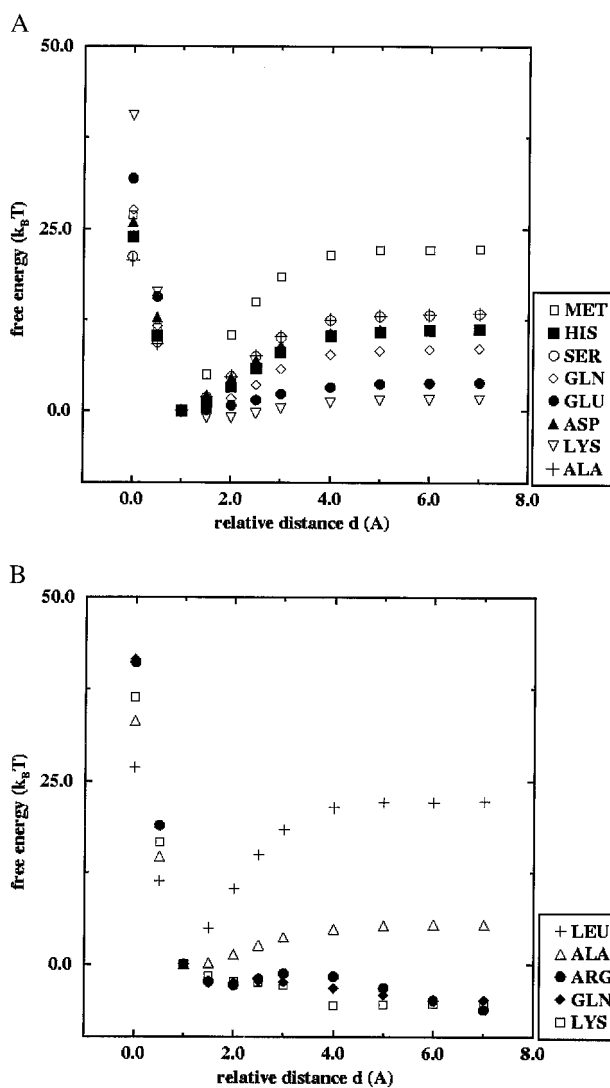 A
50.0
25.0
0.0
free energy (kBT)
0.0
2.0
4.0
6.0
8.0
relative distance d (A)
MET
HIS
SER
GLN
GLU
ASP
LYS
ALA
B
50.0
25.0
0.0
free energy (kBT)
0.0
2.0
4.0
6.0
8.0
relative distance d (A)
LEU
ALA
ARG
GLN
LYS